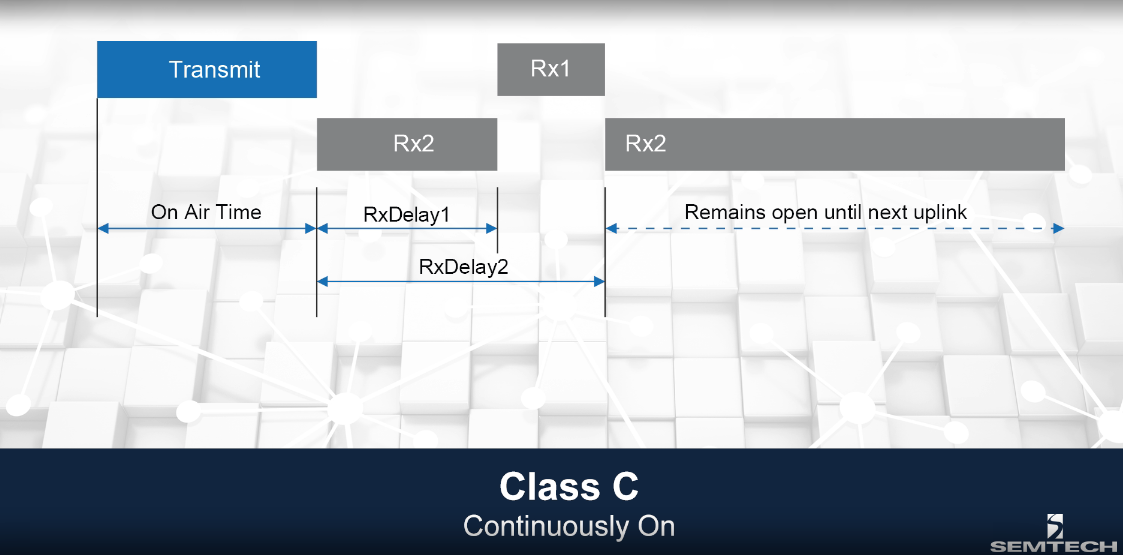 Transmit
Rx1
Rx2
Rx2
On Air Time
RxDelay1
Remains open until next uplink
RxDelay2
Class C
Continuously On
SEMTECH